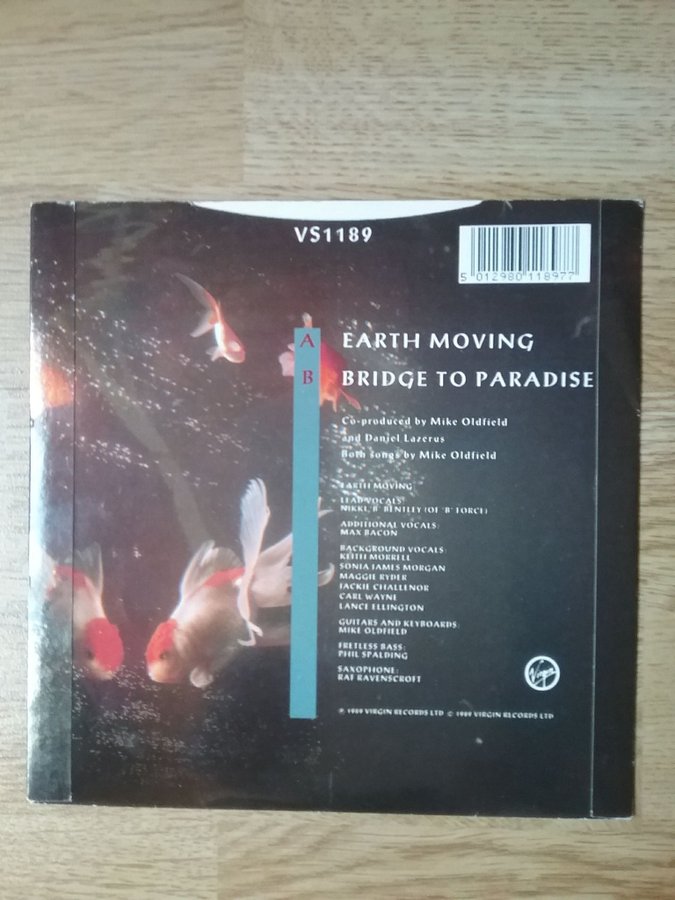 VS1189
5 012980 118977
A EARTH MOVING
B BRIDGE TO PARADISE
Co-produced by Mike Oldfield
and Daniel Lazerus
Both songs by Mike Oldfield
EARTH MOVING
LEAD VOCALS:
NIKKI 'B' BENTLEY (OF 'B' FORCE)
ADDITIONAL VOCALS:
MAX BACON
BACKGROUND VOCALS:
KEITH MORRELL
SONIA JAMES MORGAN
MAGGIE RYDER
JACKIE CHALLENOR
CARL WAYNE
LANCE ELLINGTON
GUITARS AND KEYBOARDS:
MIKE OLDFIELD
FRETLESS BASS:
PHIL SPALDING
SAXOPHONE:
RAF RAVENSCROFT
Virgin
℗ 1989 VIRGIN RECORDS LTD © 1989 VIRGIN RECORDS LTD